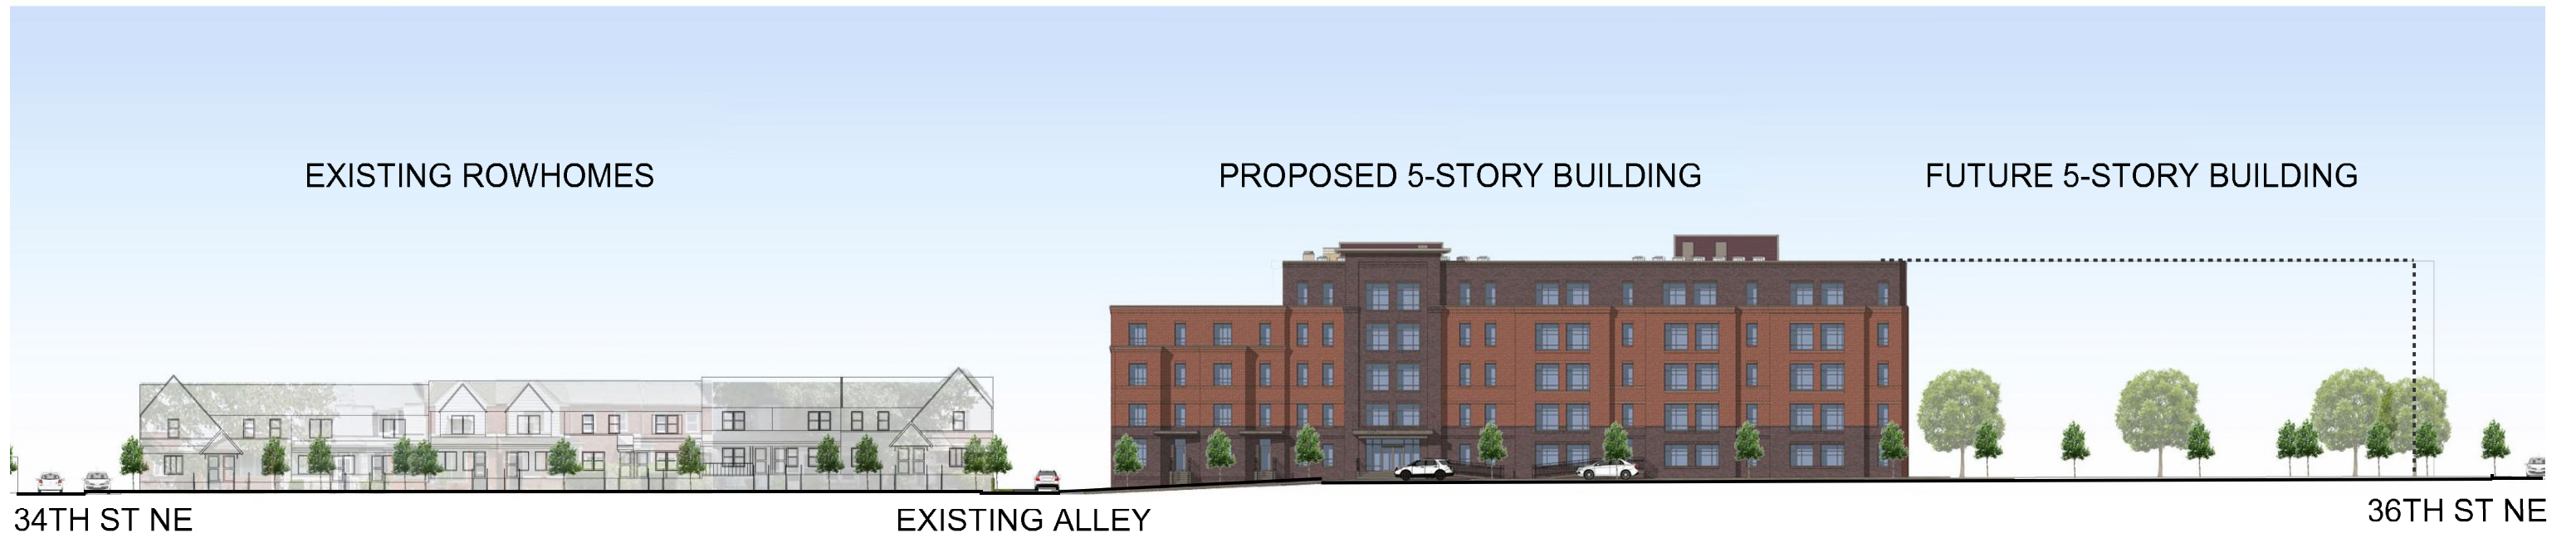 EXISTING ROWHOMES
PROPOSED 5-STORY BUILDING
FUTURE 5-STORY BUILDING
34TH ST NE
EXISTING ALLEY
36TH ST NE